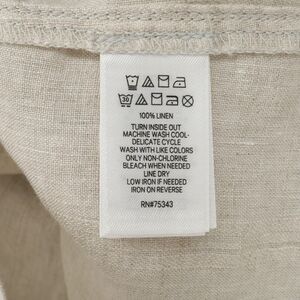 30
100% LINEN
TURN INSIDE OUT
MACHINE WASH COOL-
DELICATE CYCLE
WASH WITH LIKE COLORS
ONLY NON-CHLORINE
BLEACH WHEN NEEDED
LINE DRY
LOW IRON IF NEEDED
IRON ON REVERSE
RN#75343